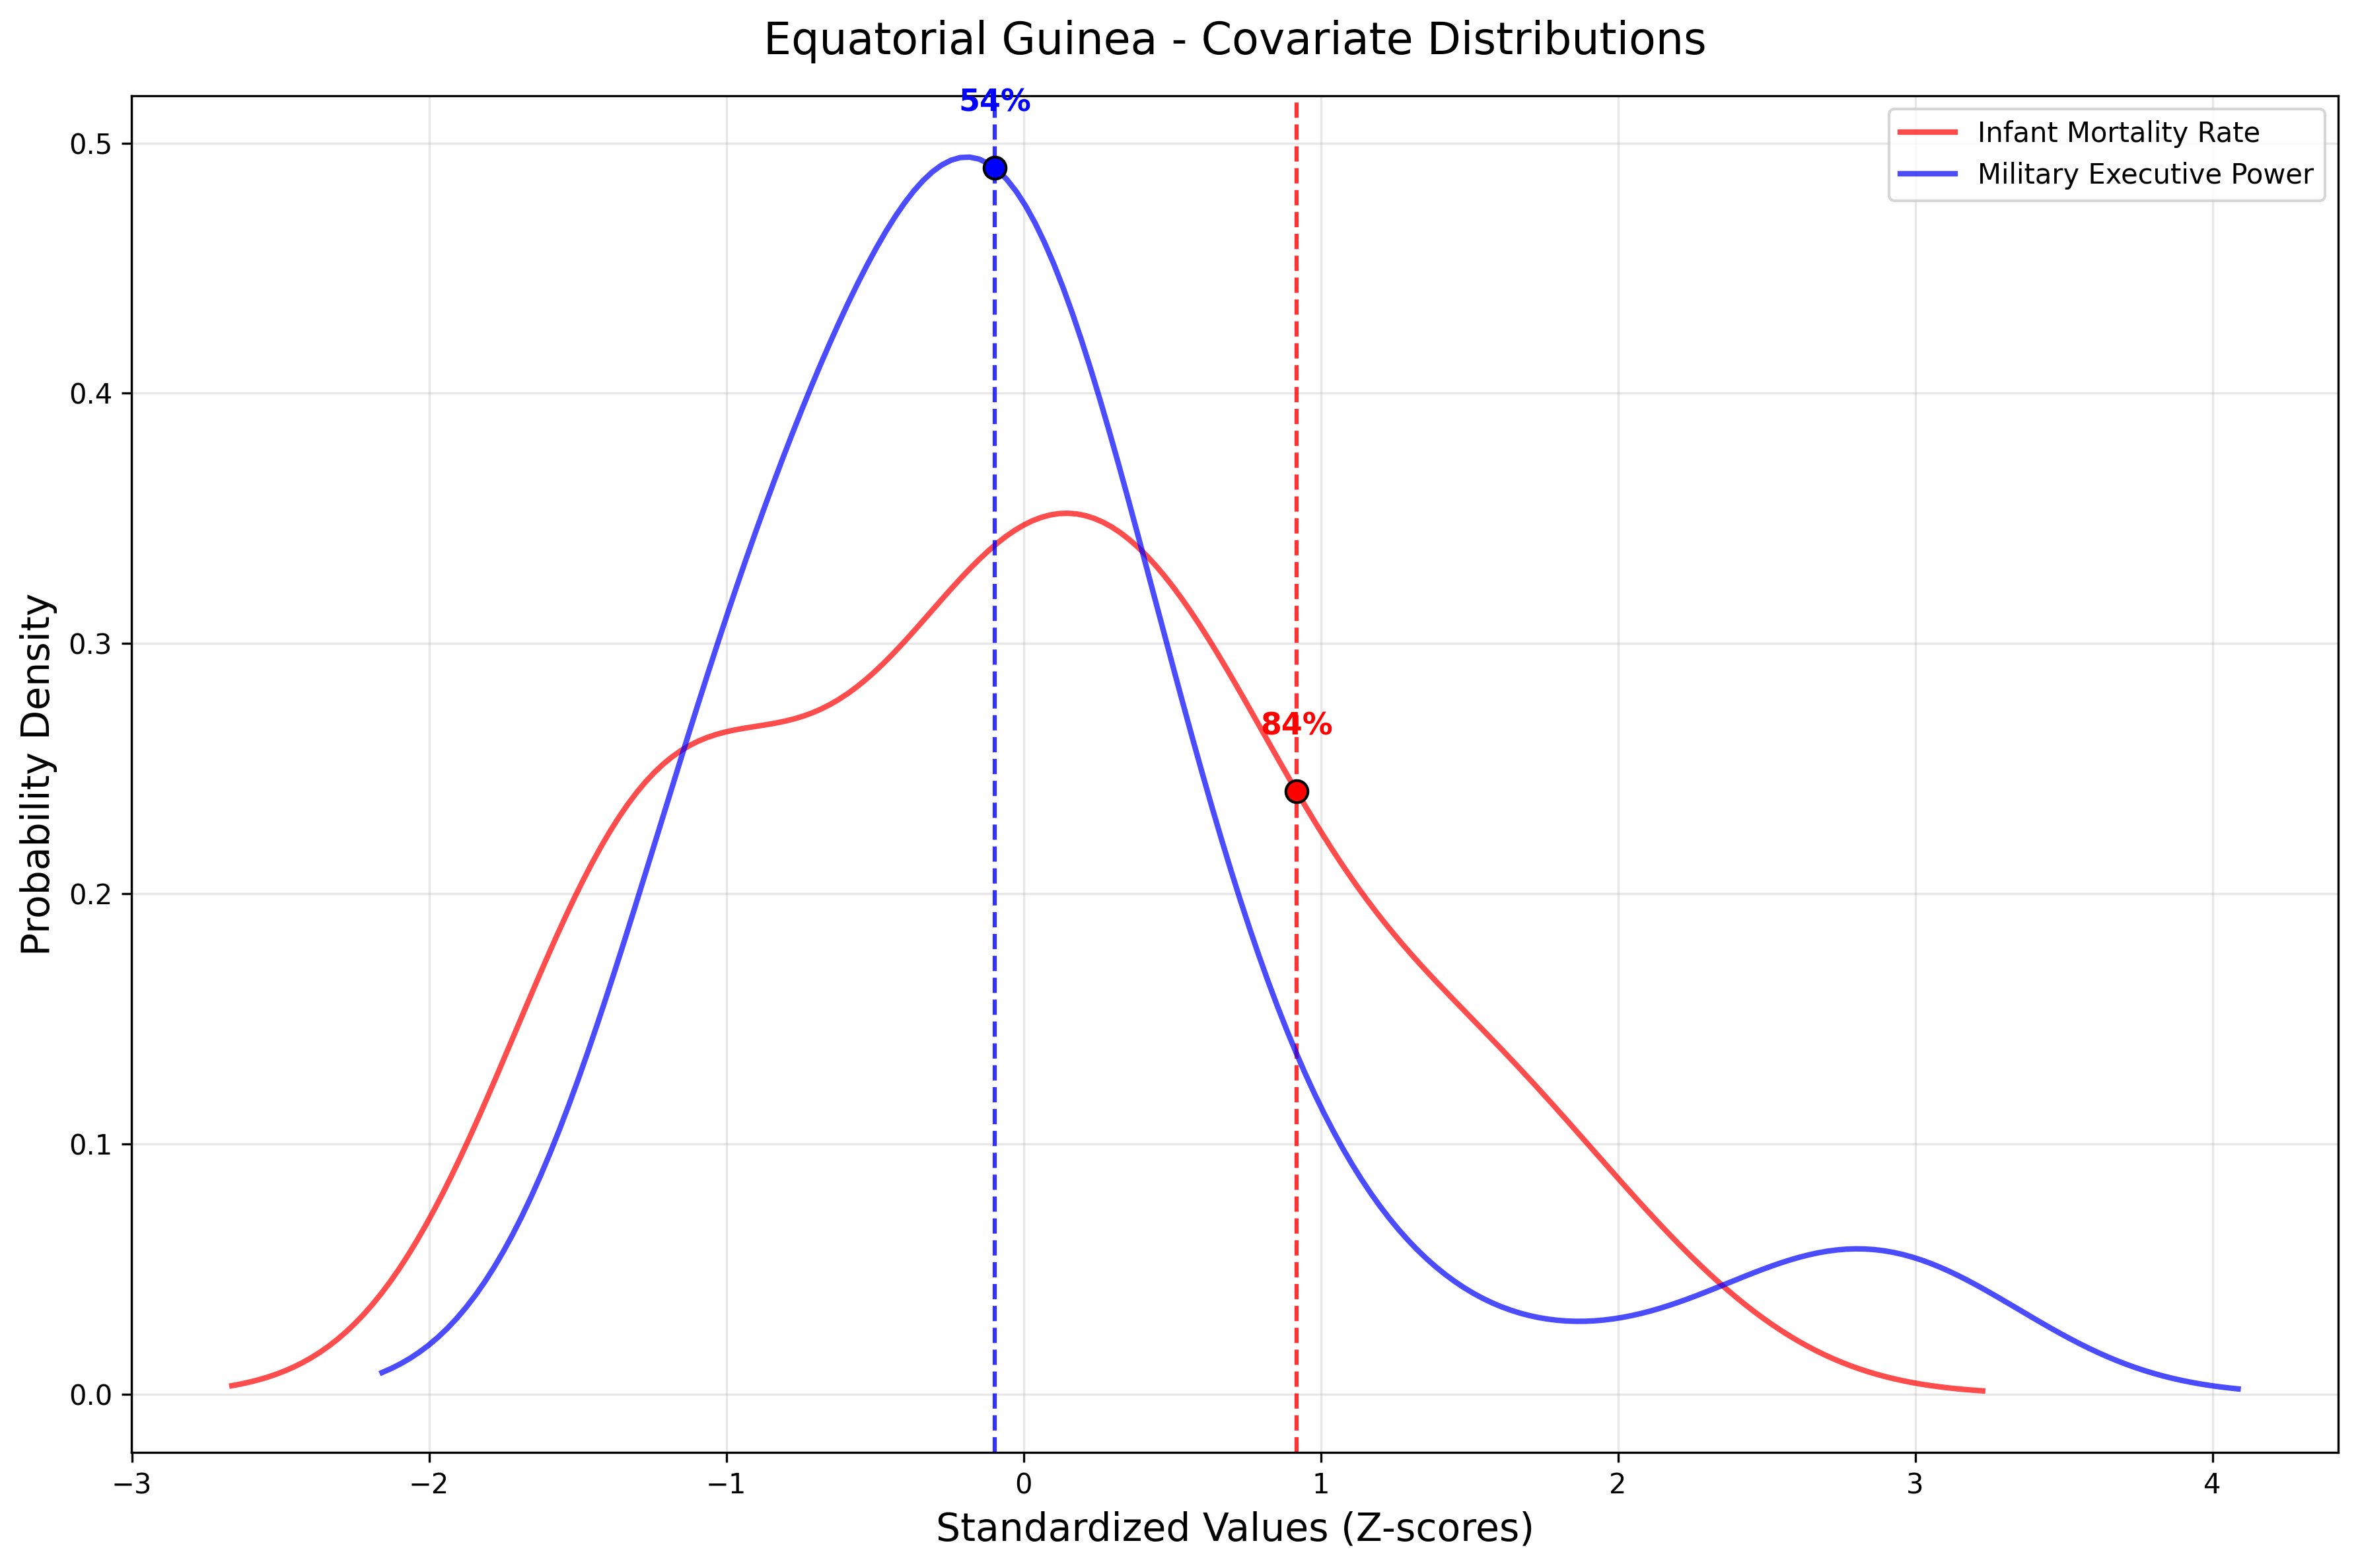 Equatorial Guinea - Covariate Distributions
54%
Infant Mortality Rate
Military Executive Power
0.5
0.4
0.3
84%
0.2
0.1
0.0
Probability Density
−3 −2 −1 0 1 2 3 4
Standardized Values (Z-scores)